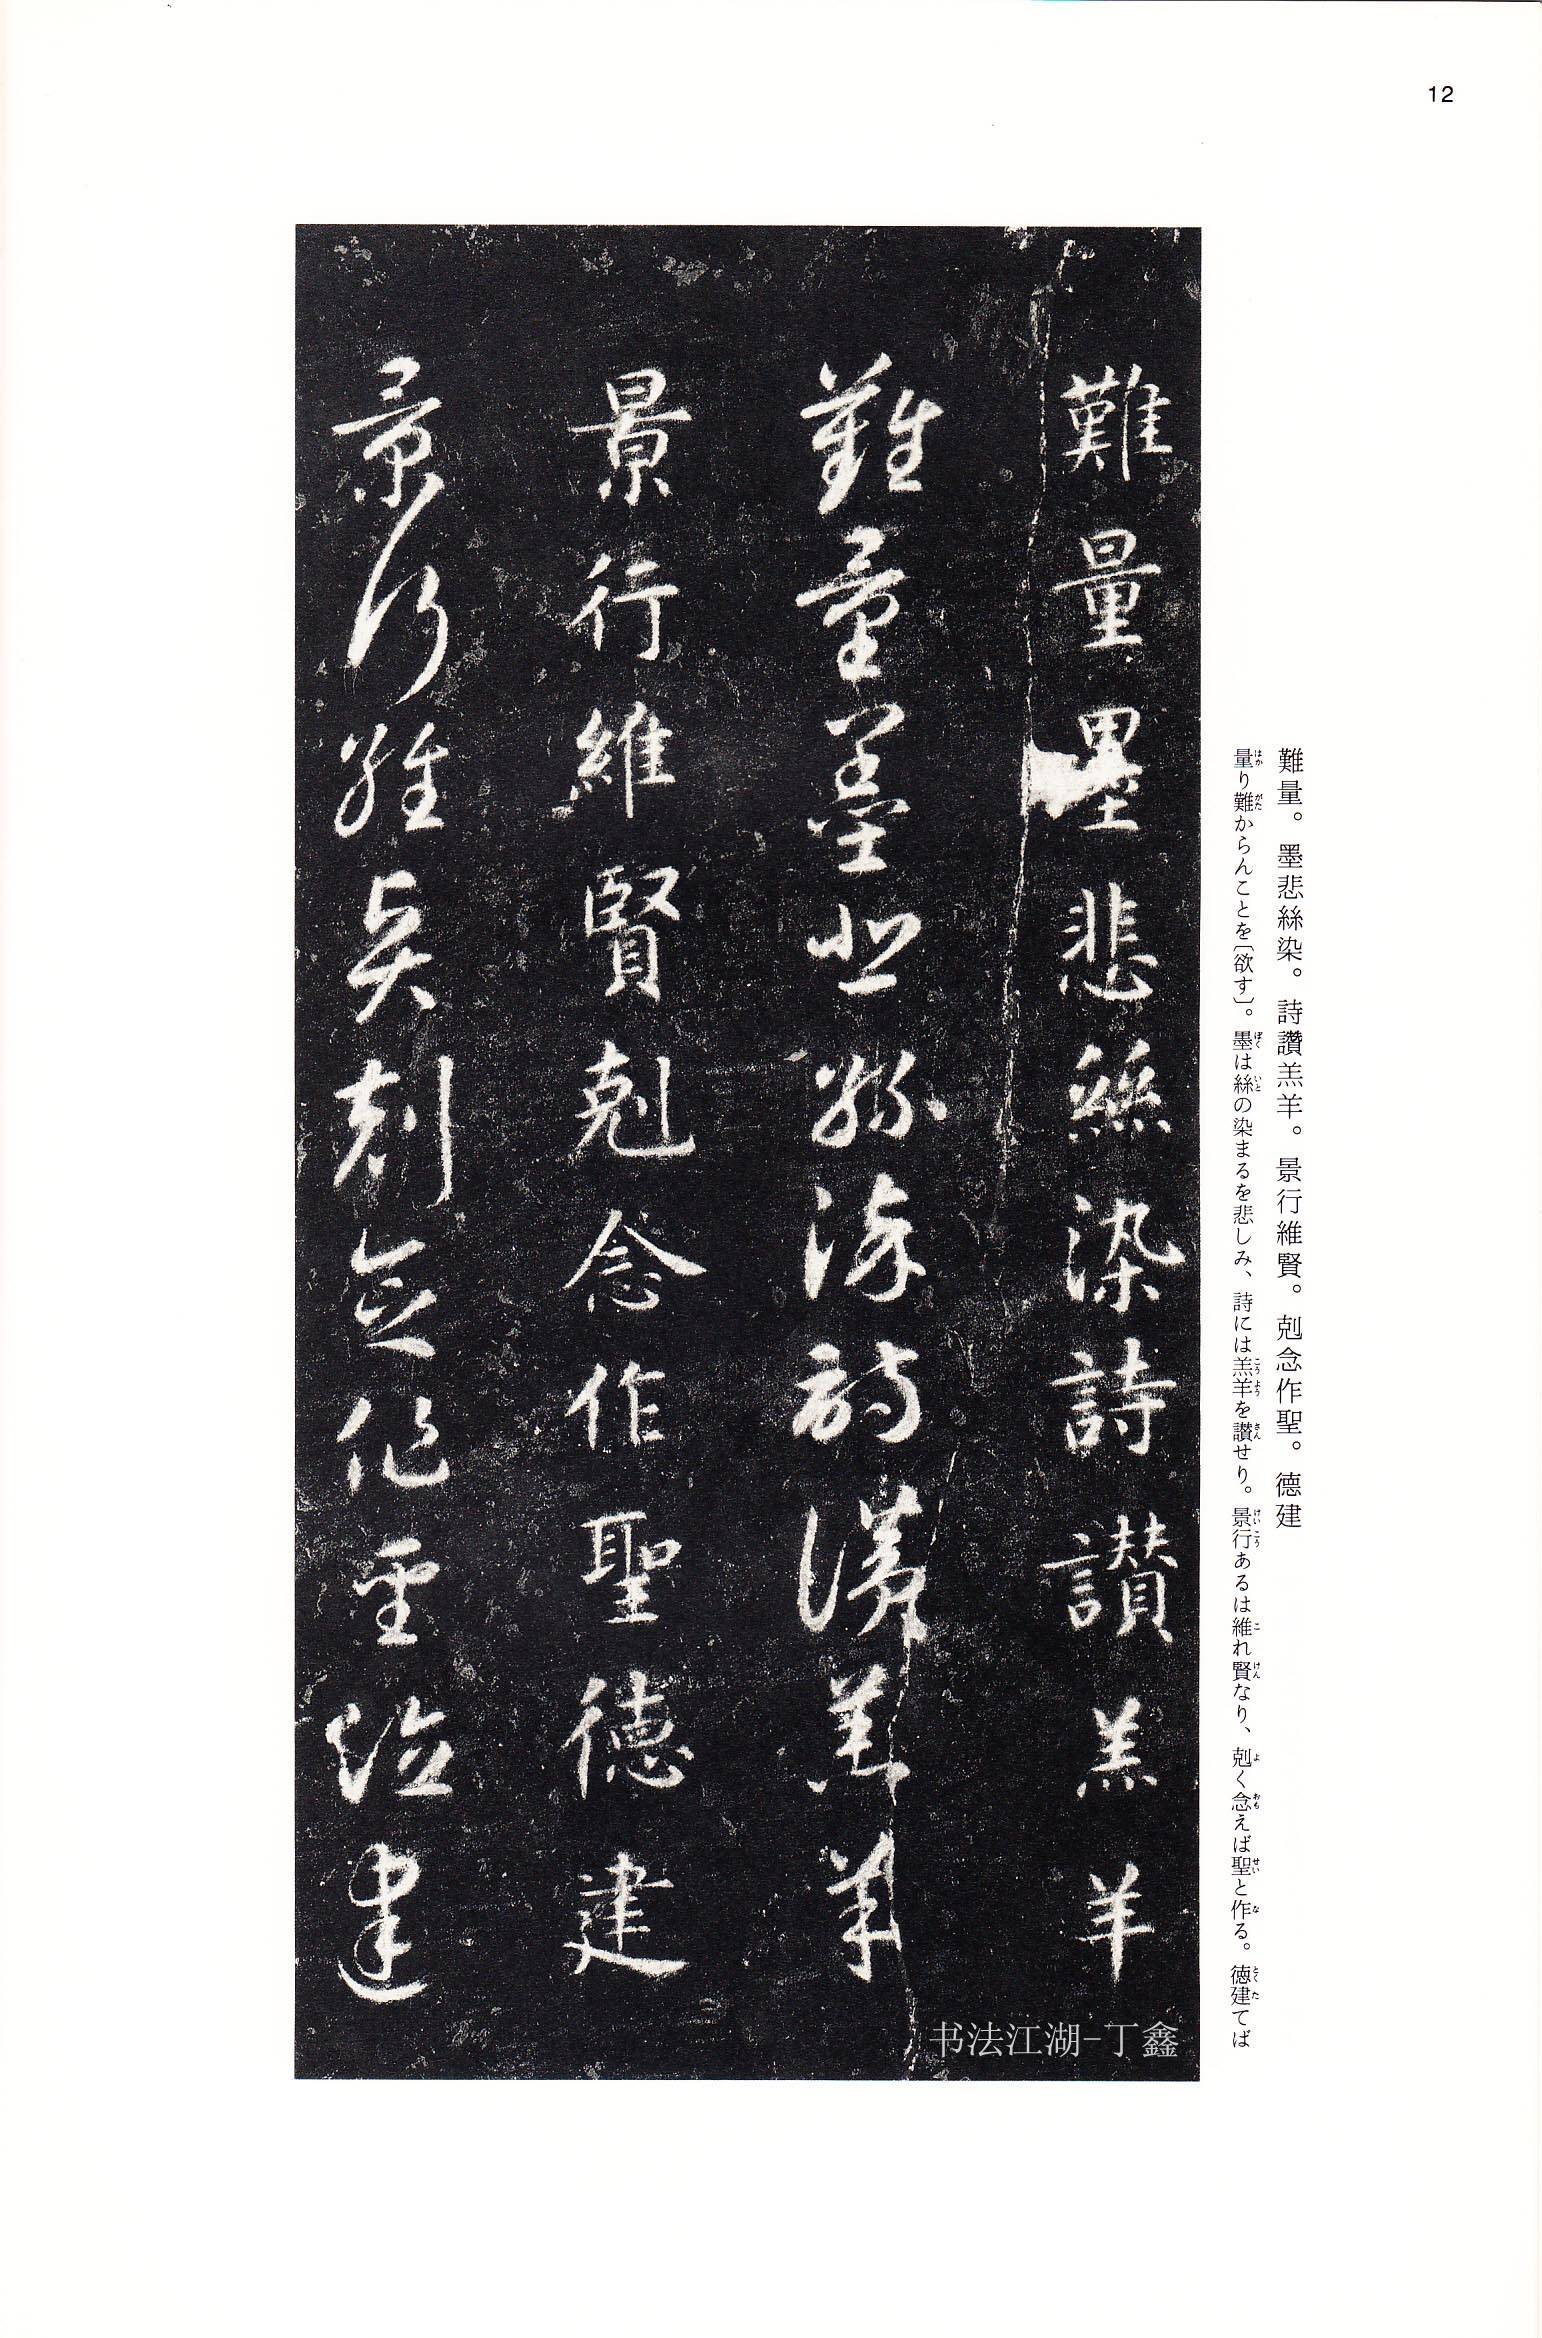 12
難量。墨悲絲染。詩讚羔羊。景行維賢。剋念作聖。德建
量り難からんことを〔欲す〕。墨は絲の染まるを悲しみ、詩には羔羊を讚せり。景行あるは維れ賢なり、剋く念えば聖と作る。德建てば
難量墨悲絲染詩讃羔羊
難量墨悲絲染詩讚羔羊
景行維賢剋念作聖德建
景行維賢剋念作聖德建
书法江湖-丁鑫